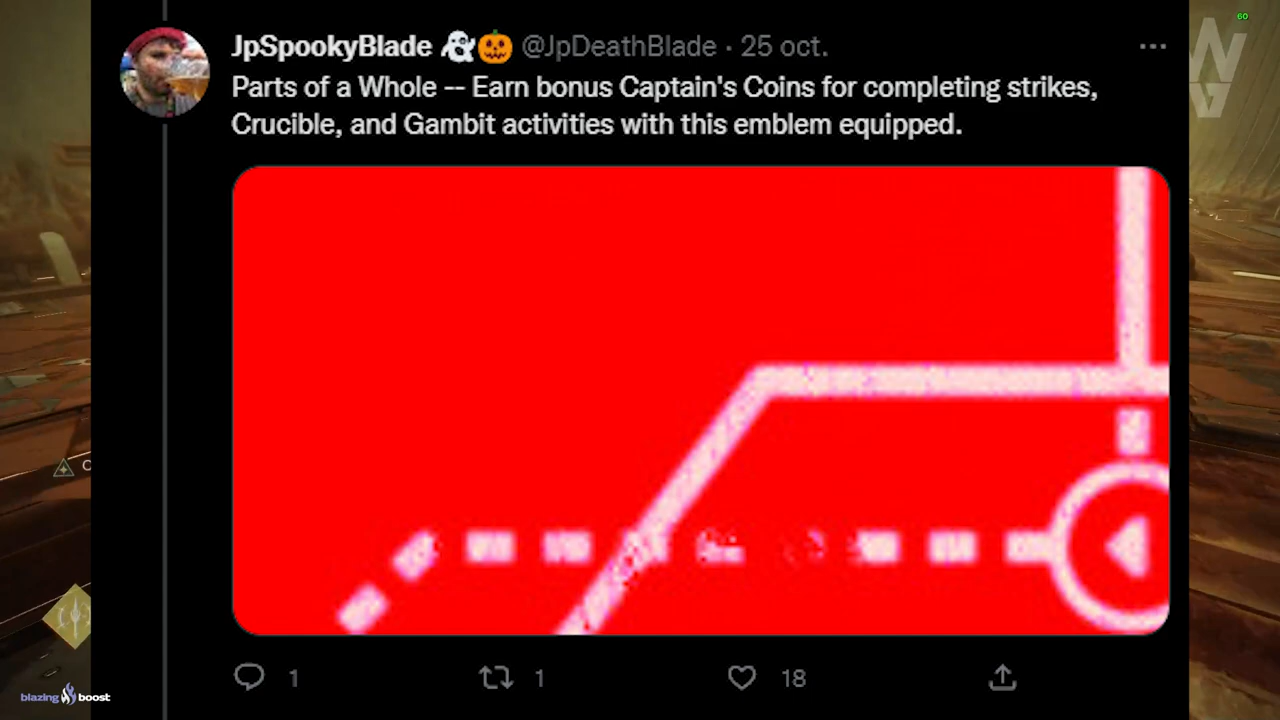 60
JpSpookyBlade 👻🎃 @JpDeathBlade · 25 oct.
Parts of a Whole -- Earn bonus Captain's Coins for completing strikes,
Crucible, and Gambit activities with this emblem equipped.
1 1 18
blazing boost